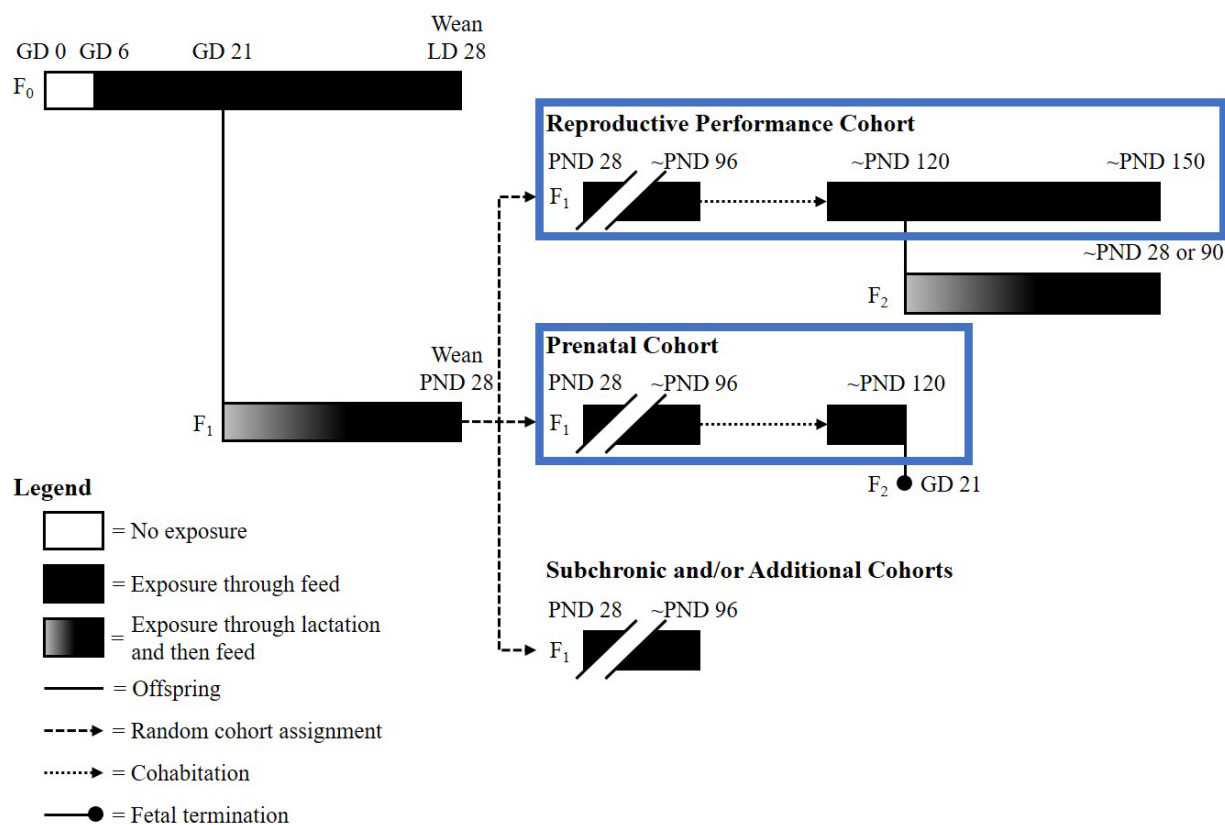 Wean
GD 0 GD 6 GD 21 LD 28
F₀
Reproductive Performance Cohort
PND 28 ~PND 96 ~PND 120 ~PND 150
F₁
~PND 28 or 90
F₂
Prenatal Cohort
PND 28 ~PND 96 ~PND 120
F₁
F₂ GD 21
Wean
PND 28
F₁
Subchronic and/or Additional Cohorts
PND 28 ~PND 96
F₁
Legend
= No exposure
= Exposure through feed
= Exposure through lactation
and then feed
= Offspring
= Random cohort assignment
= Cohabitation
= Fetal termination